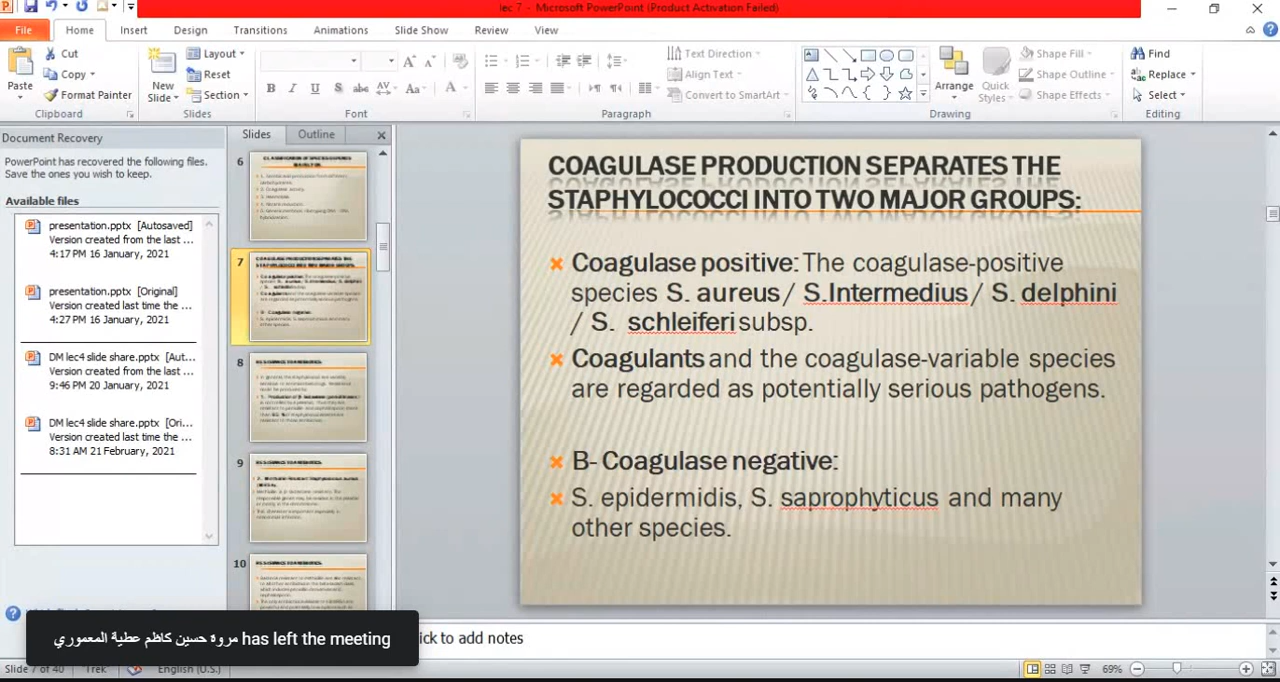 lec 7 - Microsoft PowerPoint (Product Activation Failed)
File Home Insert Design Transitions Animations Slide Show Review View
Paste
Cut
Copy
Format Painter
Clipboard
New
Slide
Layout
Reset
Section
Slides
Font
Paragraph
Text Direction
Align Text
Convert to SmartArt
Arrange
Quick
Styles
Shape Fill
Shape Outline
Shape Effects
Drawing
Find
Replace
Select
Editing
Document Recovery
PowerPoint has recovered the following files.
Save the ones you wish to keep.
Available files
presentation.pptx [Autosaved]
Version created from the last ...
4:17 PM 16 January, 2021
presentation.pptx [Original]
Version created last time the ...
4:27 PM 16 January, 2021
DM lec4 slide share.pptx [Aut...
Version created from the last ...
9:46 PM 20 January, 2021
DM lec4 slide share.pptx [Ori...
Version created last time the ...
8:31 AM 21 February, 2021
Slides Outline
6
7
8
9
10
COAGULASE PRODUCTION SEPARATES THE
STAPHYLOCOCCI INTO TWO MAJOR GROUPS:
Coagulase positive: The coagulase-positive
species S. aureus/ S.Intermedius/ S. delphini
/ S. schleiferi subsp.
Coagulants and the coagulase-variable species
are regarded as potentially serious pathogens.
B- Coagulase negative:
S. epidermidis, S. saprophyticus and many
other species.
مروة حسين كاظم عطية المعموري has left the meeting
ick to add notes
Slide 7 of 40 "Trek" English (U.S.) 69%